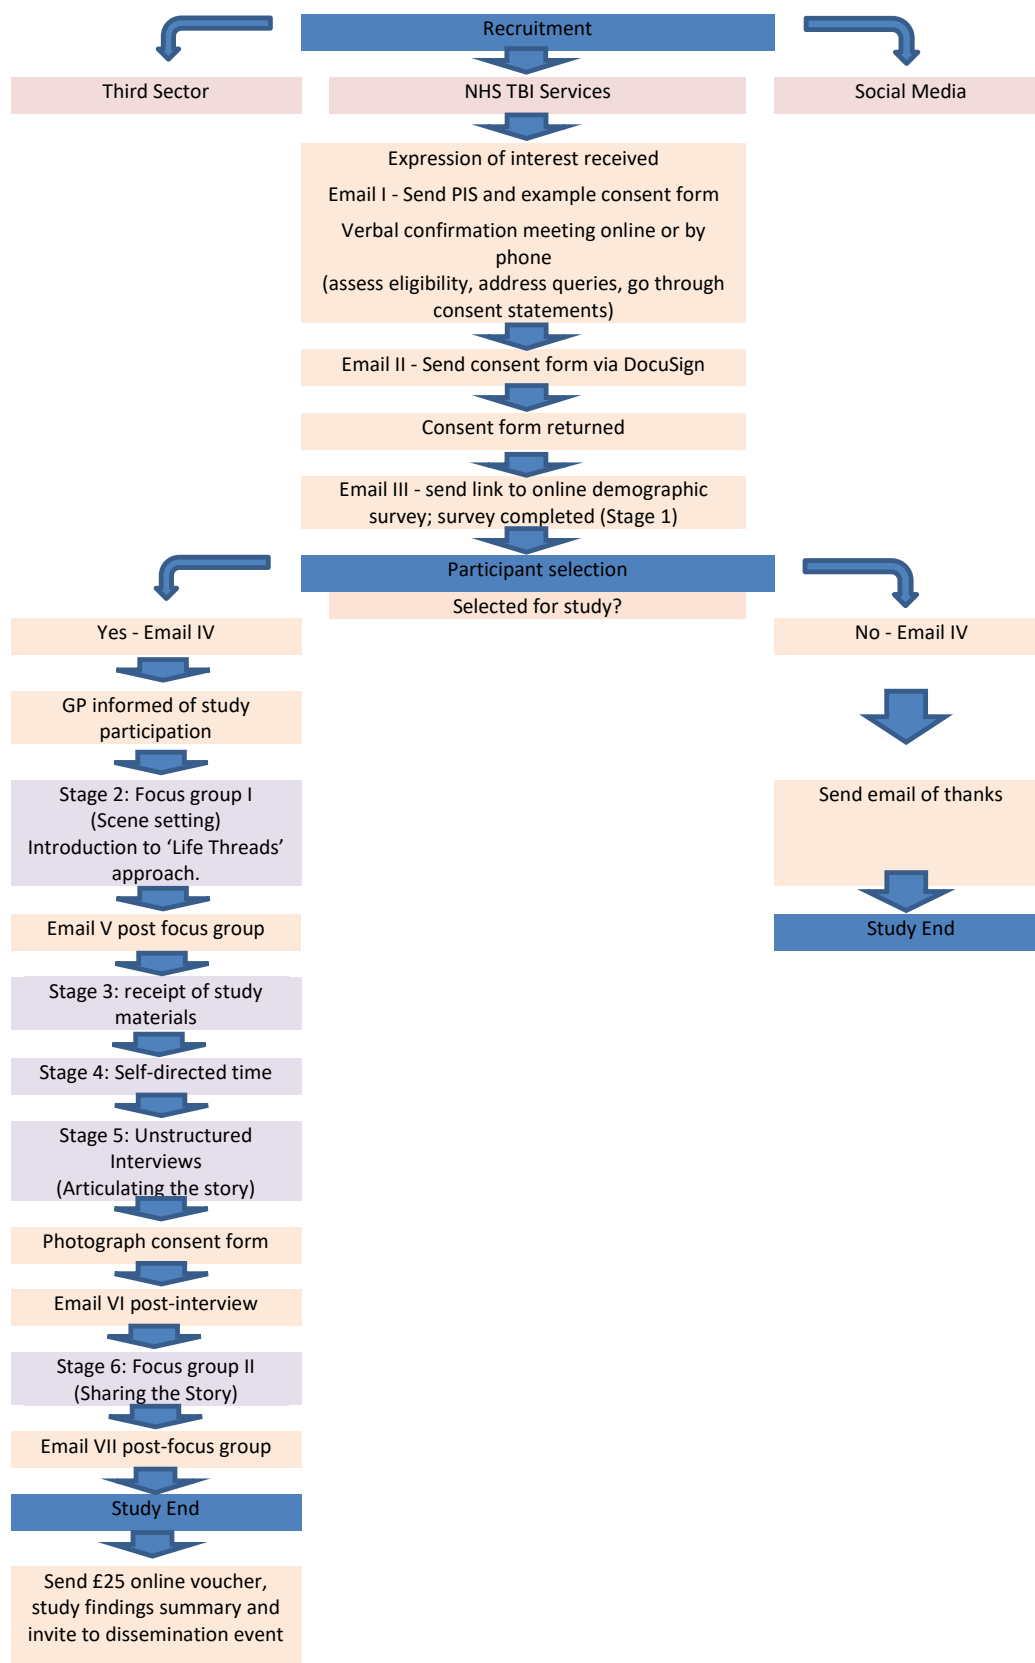 Recruitment
Third Sector
NHS TBI Services
Social Media
Expression of interest received
Email I - Send PIS and example consent form
Verbal confirmation meeting online or by
phone
(assess eligibility, address queries, go through
consent statements)
Email II - Send consent form via DocuSign
Consent form returned
Email III - send link to online demographic
survey; survey completed (Stage 1)
Participant selection
Selected for study?
Yes - Email IV
No - Email IV
GP informed of study
participation
Stage 2: Focus group I
(Scene setting)
Introduction to ‘Life Threads’
approach.
Send email of thanks
Email V post focus group
Study End
Stage 3: receipt of study
materials
Stage 4: Self-directed time
Stage 5: Unstructured
Interviews
(Articulating the story)
Photograph consent form
Email VI post-interview
Stage 6: Focus group II
(Sharing the Story)
Email VII post-focus group
Study End
Send £25 online voucher,
study findings summary and
invite to dissemination event